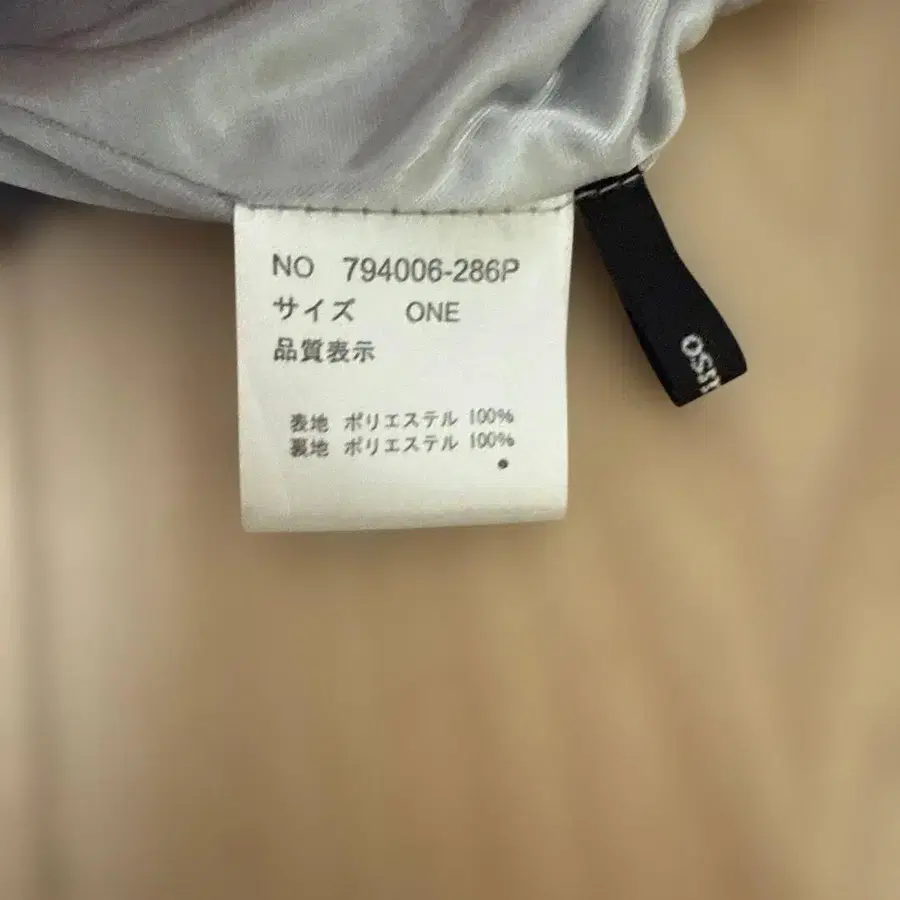 NO 794006-286P
サイズ ONE
品質表示
表地 ポリエステル 100%
裏地 ポリエステル 100%